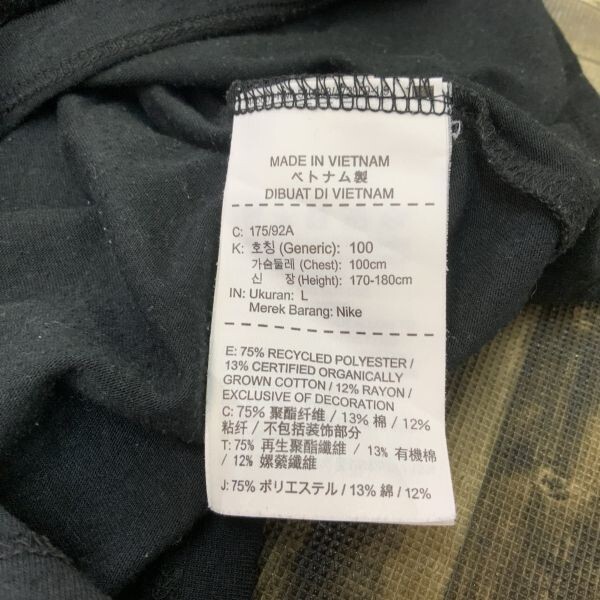 MADE IN VIETNAM
ベトナム製
DIBUAT DI VIETNAM
C: 175/92A
K: 호칭 (Generic): 100
가슴둘레 (Chest): 100cm
신 장 (Height): 170-180cm
IN: Ukuran: L
Merek Barang: Nike
E: 75% RECYCLED POLYESTER /
13% CERTIFIED ORGANICALLY
GROWN COTTON / 12% RAYON /
EXCLUSIVE OF DECORATION
C: 75% 聚酯纤维 / 13% 棉 / 12%
粘纤 / 不包括装饰部分
T: 75% 再生聚酯纖維 / 13% 有機棉
/ 12% 嫘縈纖維
J: 75% ポリエステル / 13% 綿 / 12%